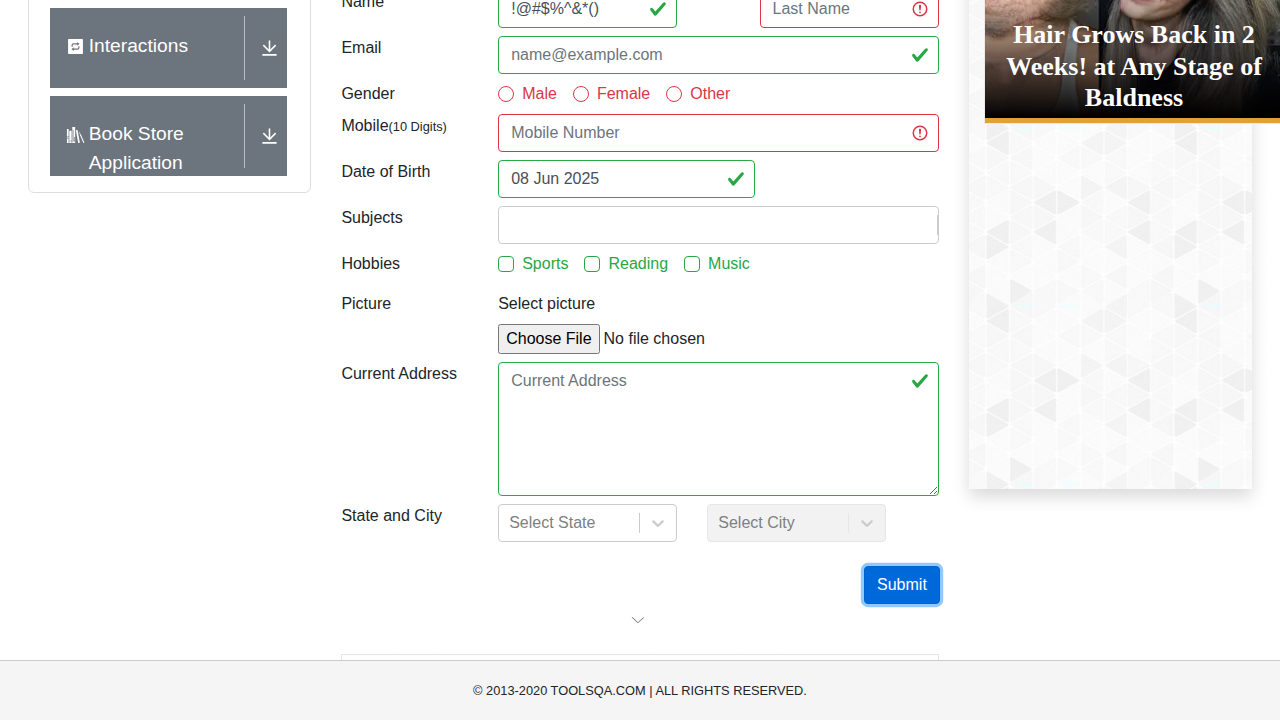 Name
!@#$%^&*()
Last Name
Interactions
Book Store
Application
Email
name@example.com
Gender
Male
Female
Other
Mobile(10 Digits)
Mobile Number
Date of Birth
08 Jun 2025
Subjects
Hobbies
Sports
Reading
Music
Picture
Select picture
Choose File
No file chosen
Current Address
Current Address
State and City
Select State
Select City
Submit
Hair Grows Back in 2
Weeks! at Any Stage of
Baldness
© 2013-2020 TOOLSQA.COM | ALL RIGHTS RESERVED.